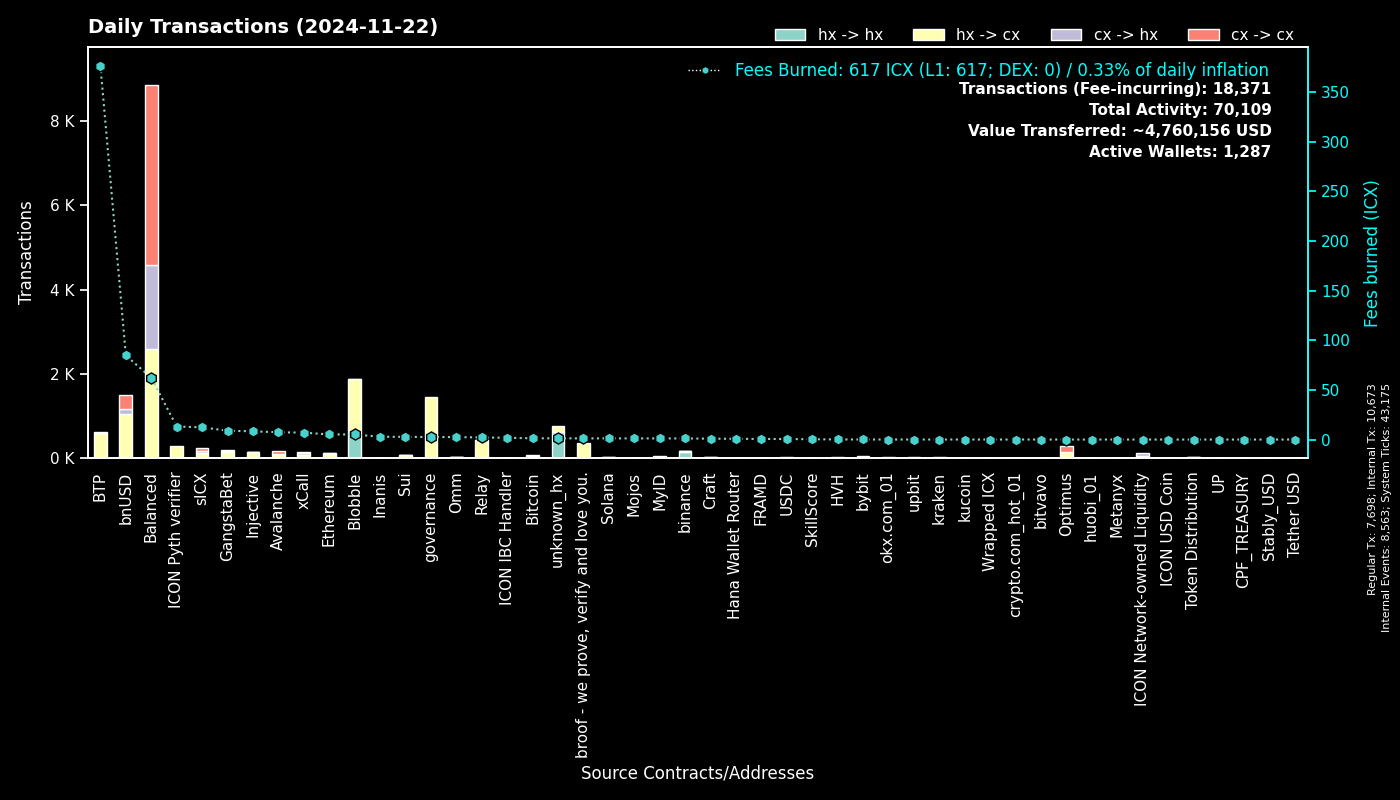 Daily Transactions (2024-11-22)
hx -> hx
hx -> cx
cx -> hx
cx -> cx
Fees Burned: 617 ICX (L1: 617; DEX: 0) / 0.33% of daily inflation
Transactions (Fee-incurring): 18,371
Total Activity: 70,109
Value Transferred: ~4,760,156 USD
Active Wallets: 1,287
Transactions
8 K
6 K
4 K
2 K
0 K
350
300
250
200
150
100
50
0
Fees burned (ICX)
BTP
bnUSD
Balanced
ICON Pyth verifier
sICX
GangstaBet
Injective
Avalanche
xCall
Ethereum
Blobble
Inanis
Sui
governance
Omm
Relay
ICON IBC Handler
Bitcoin
unknown_hx
broof - we prove, verify and love you.
Solana
Mojos
MyID
binance
Craft
Hana Wallet Router
FRAMD
USDC
SkillScore
HVH
bybit
okx.com_01
upbit
kraken
kucoin
Wrapped ICX
crypto.com_hot_01
bitvavo
Optimus
huobi_01
Metanyx
ICON Network-owned Liquidity
ICON USD Coin
Token Distribution
UP
CPF_TREASURY
Stably_USD
Tether USD
Source Contracts/Addresses
Regular Tx: 7,698; Internal Tx: 10,673
Internal Events: 8,563; System Ticks: 43,175